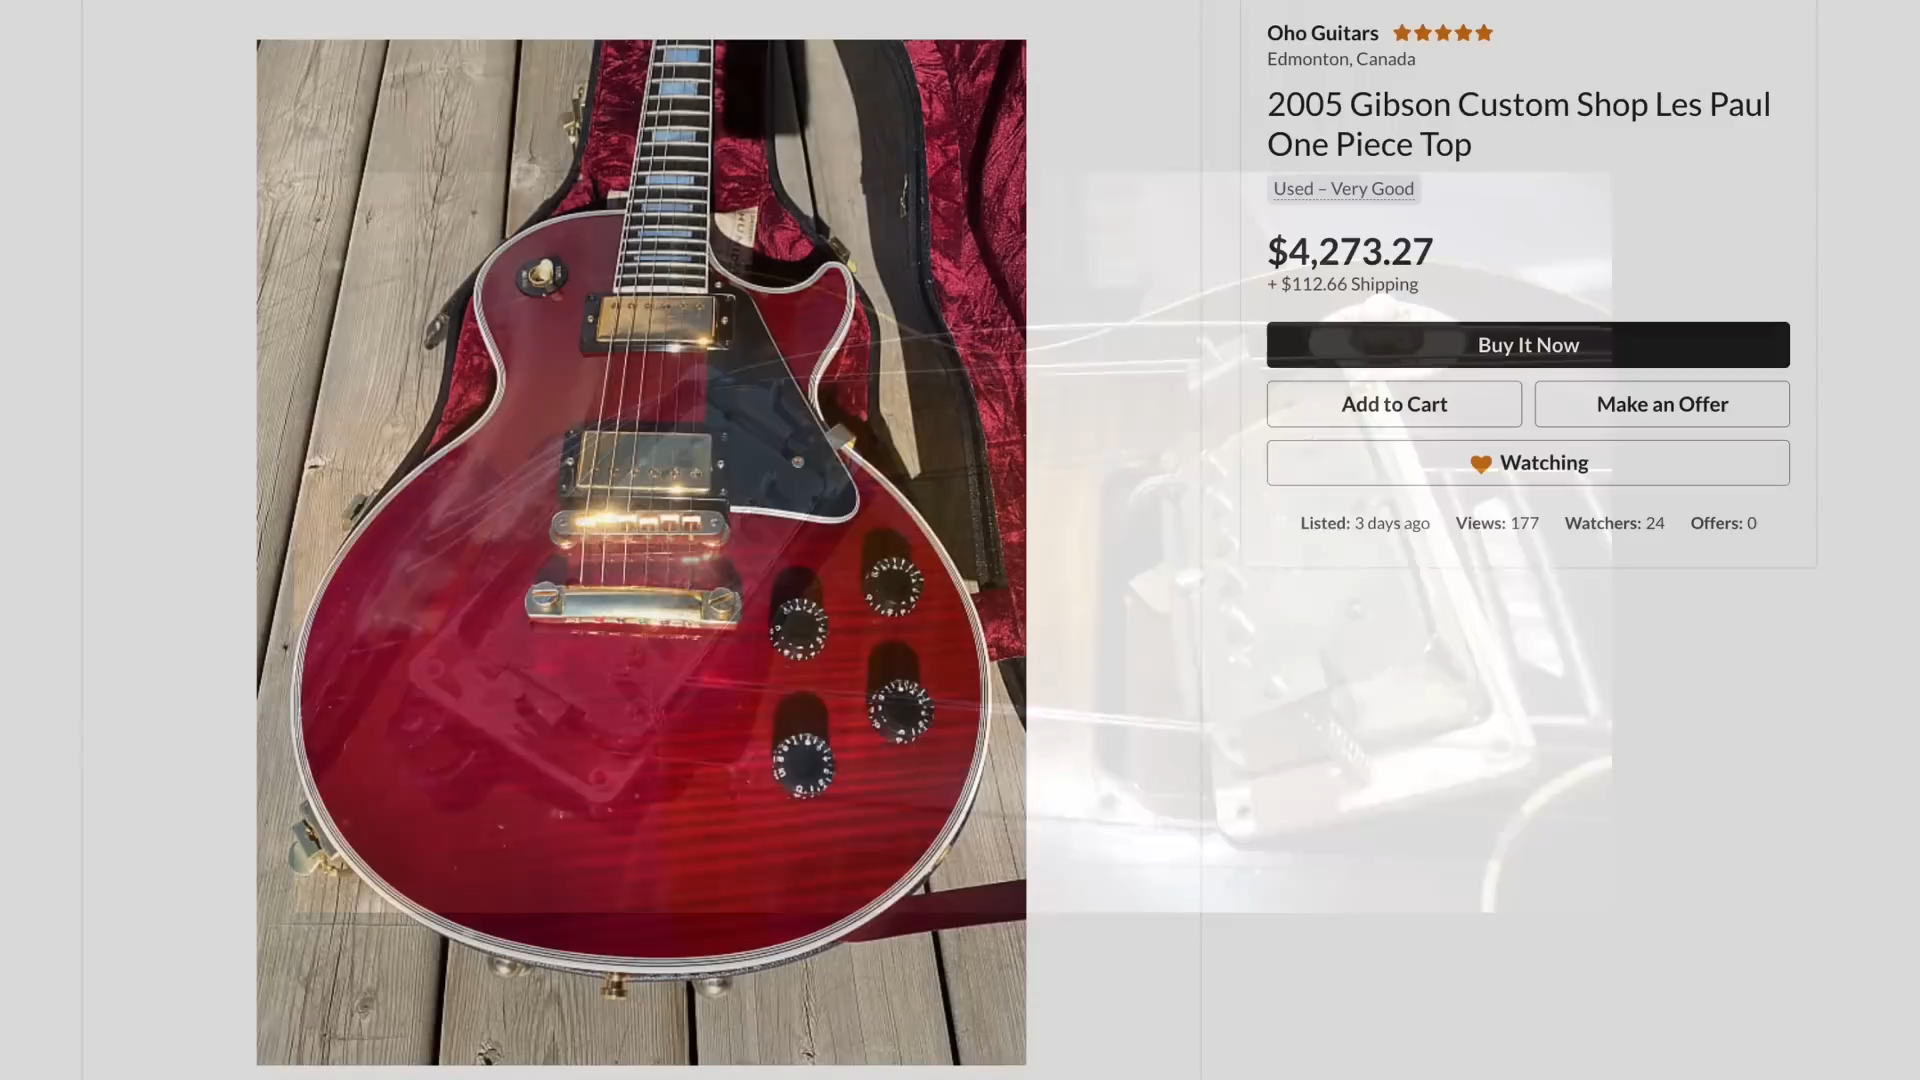 Oho Guitars
Edmonton, Canada
2005 Gibson Custom Shop Les Paul
One Piece Top
Used – Very Good
$4,273.27
+ $112.66 Shipping
Buy It Now
Add to Cart
Make an Offer
Watching
Listed: 3 days ago Views: 177 Watchers: 24 Offers: 0